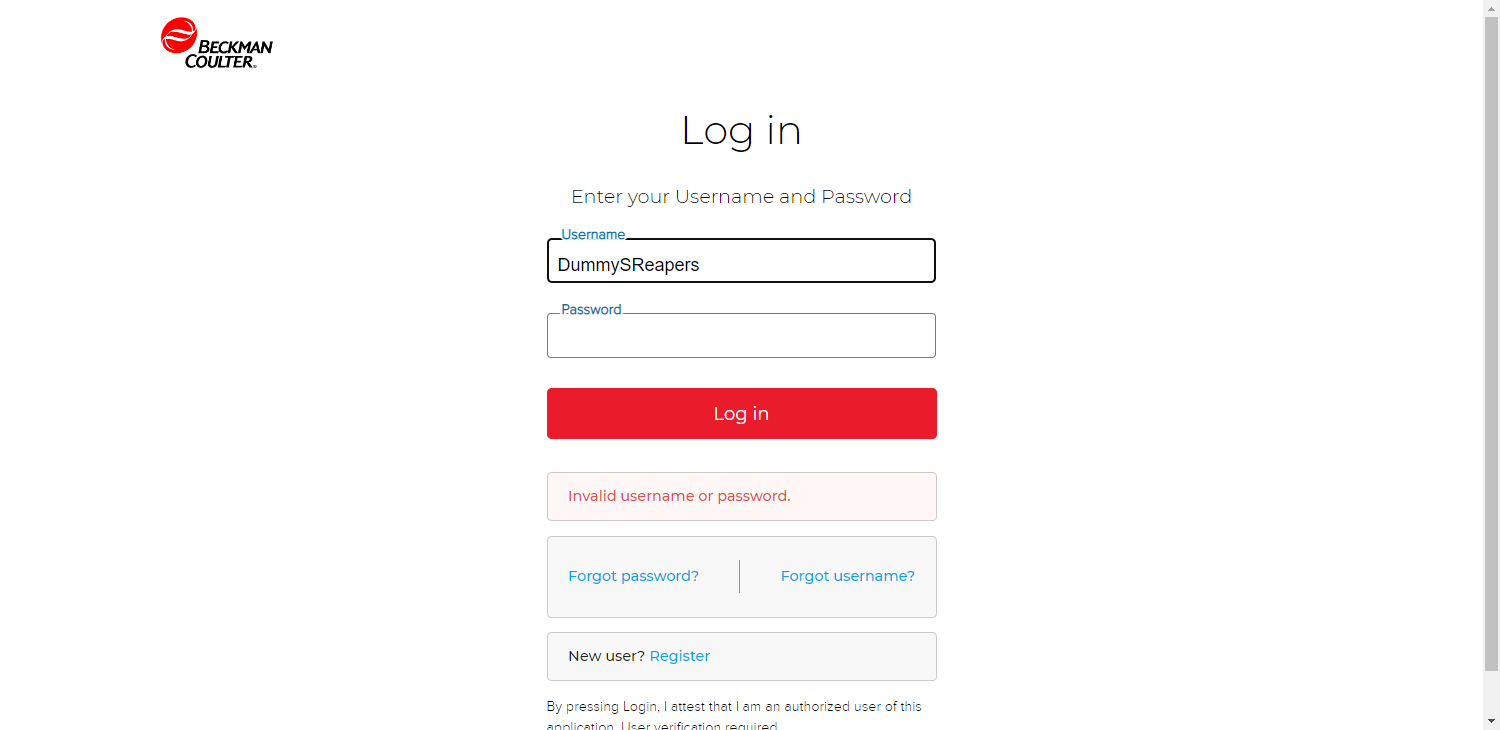 BECKMAN
COULTER®
Log in
Enter your Username and Password
Username
DummySReapers
Password
Log in
Invalid username or password.
Forgot password?
Forgot username?
New user? Register
By pressing Login, I attest that I am an authorized user of this
application. User verification required